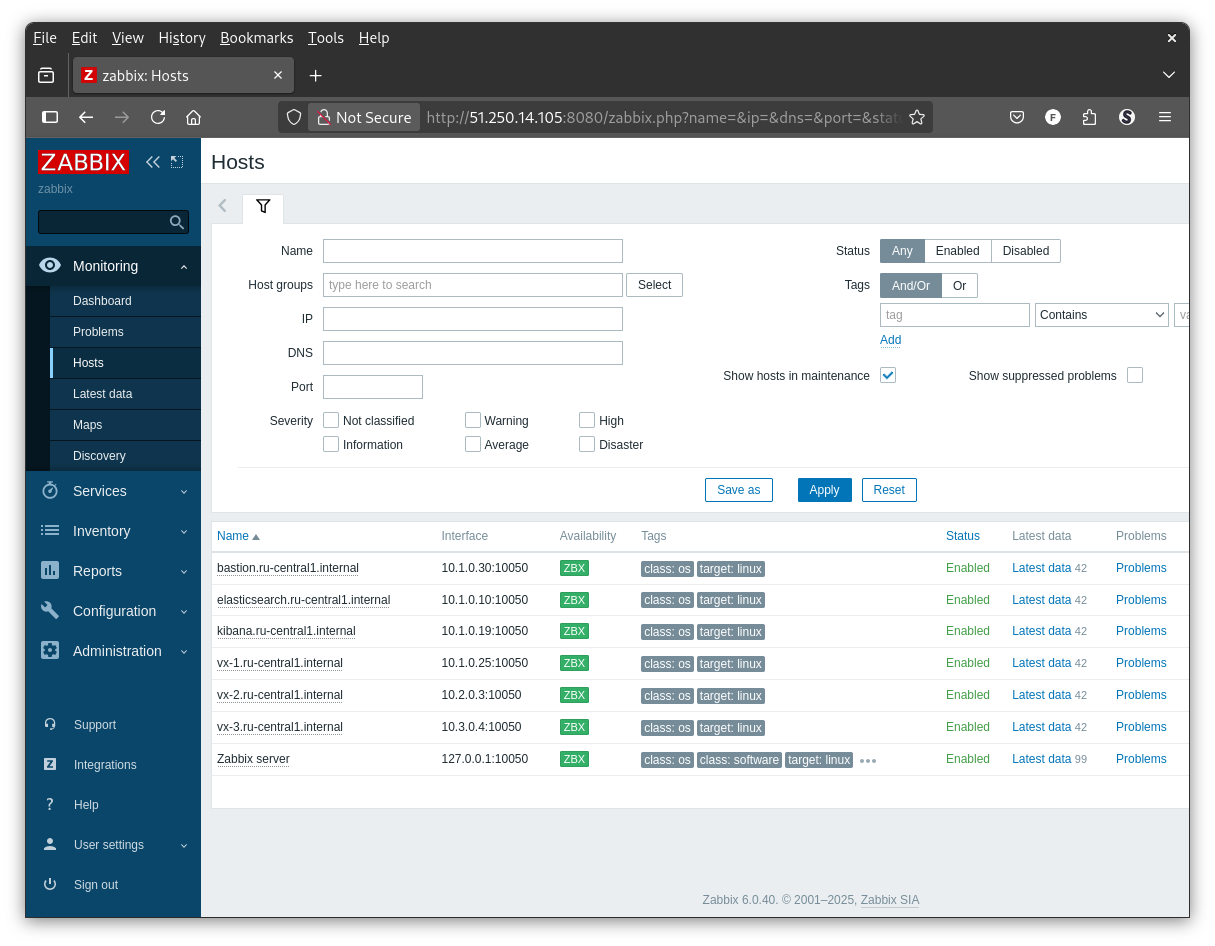 File Edit View History Bookmarks Tools Help
zabbix: Hosts
Not Secure http://51.250.14.105:8080/zabbix.php?name=&ip=&dns=&port=&stat
ZABBIX
zabbix
Monitoring
Dashboard
Problems
Hosts
Latest data
Maps
Discovery
Services
Inventory
Reports
Configuration
Administration
Support
Integrations
Help
User settings
Sign out
Hosts
Name
Status Any Enabled Disabled
Host groups type here to search Select
Tags And/Or Or
IP
tag Contains va
DNS
Add
Port
Show hosts in maintenance Show suppressed problems
Severity Not classified Warning High
Information Average Disaster
Save as Apply Reset
Name Interface Availability Tags Status Latest data Problems
bastion.ru-central1.internal 10.1.0.30:10050 ZBX class: os target: linux Enabled Latest data 42 Problems
elasticsearch.ru-central1.internal 10.1.0.10:10050 ZBX class: os target: linux Enabled Latest data 42 Problems
kibana.ru-central1.internal 10.1.0.19:10050 ZBX class: os target: linux Enabled Latest data 42 Problems
vx-1.ru-central1.internal 10.1.0.25:10050 ZBX class: os target: linux Enabled Latest data 42 Problems
vx-2.ru-central1.internal 10.2.0.3:10050 ZBX class: os target: linux Enabled Latest data 42 Problems
vx-3.ru-central1.internal 10.3.0.4:10050 ZBX class: os target: linux Enabled Latest data 42 Problems
Zabbix server 127.0.0.1:10050 ZBX class: os class: software target: linux Enabled Latest data 99 Problems
Zabbix 6.0.40. © 2001–2025, Zabbix SIA